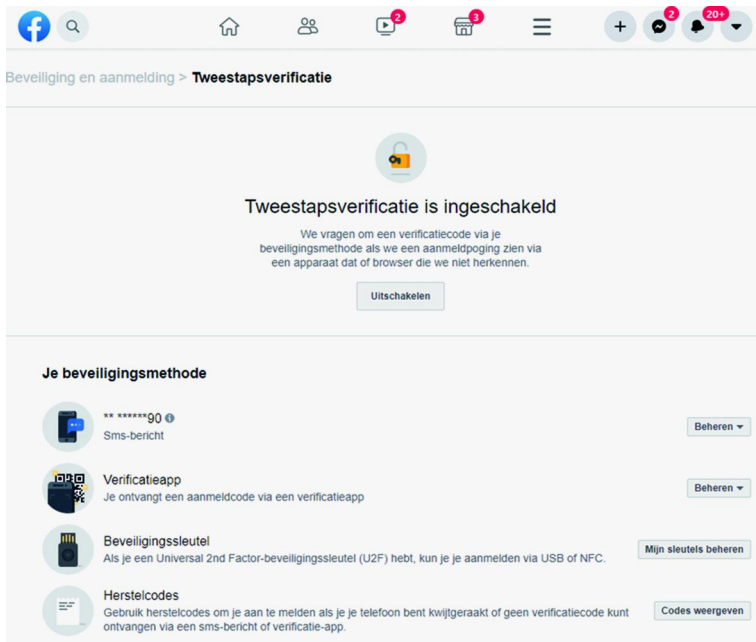 2
3
2
20+
Beveiliging en aanmelding > Tweestapsverificatie
Tweestapsverificatie is ingeschakeld
We vragen om een verificatiecode via je
beveiligingsmethode als we een aanmeldpoging zien via
een apparaat dat of browser die we niet herkennen.
Uitschakelen
Je beveiligingsmethode
** ******90
Sms-bericht
Beheren
Verificatieapp
Je ontvangt een aanmeldcode via een verificatieapp
Beheren
Beveiligingssleutel
Als je een Universal 2nd Factor-beveiligingssleutel (U2F) hebt, kun je je aanmelden via USB of NFC.
Mijn sleutels beheren
Herstelcodes
Gebruik herstelcodes om je aan te melden als je je telefoon bent kwijtgeraakt of geen verificatiecode kunt
ontvangen via een sms-bericht of verificatie-app.
Codes weergeven